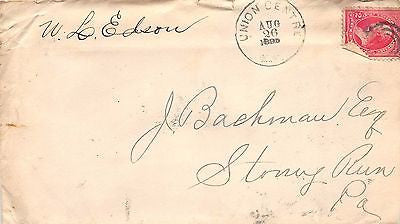 W. L. Edson
UNION CENTRE
AUG
26
J. Bachman Esq
Stony Run
Pa